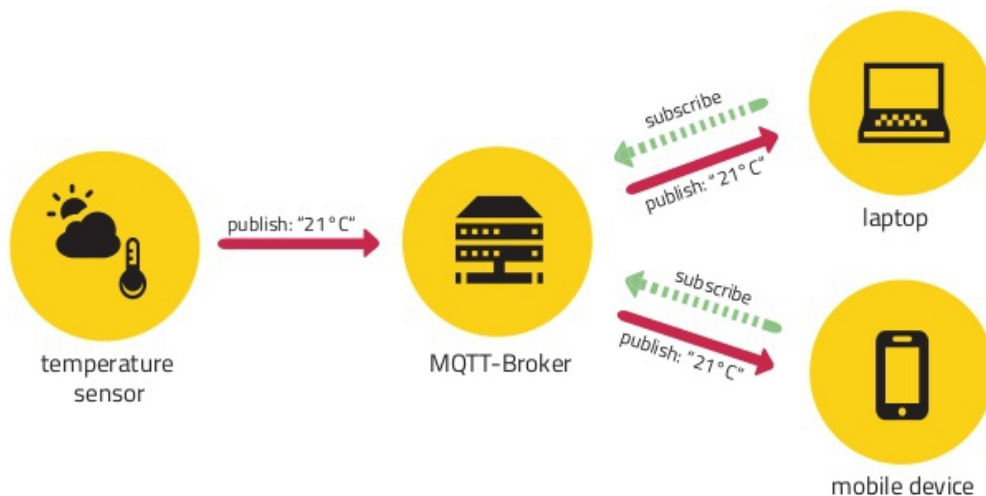 subscribe
publish: "21°C"
laptop
publish: "21°C"
temperature
sensor
MQTT-Broker
subscribe
publish: "21°C"
mobile device